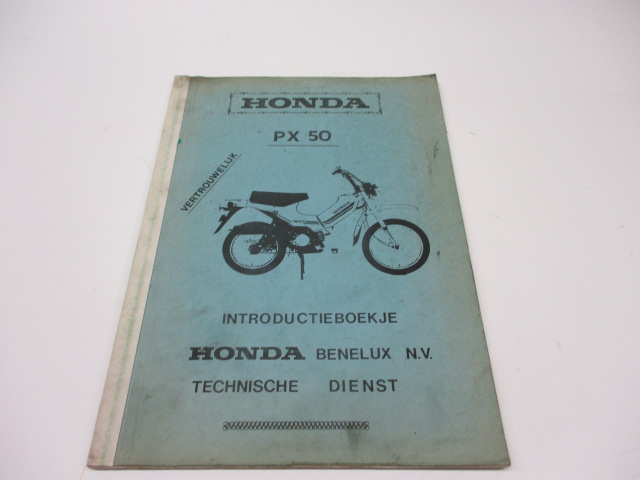 HONDA
PX 50
VERTROUWELIJK
INTRODUCTIEBOEKJE
HONDA BENELUX N.V.
TECHNISCHE DIENST